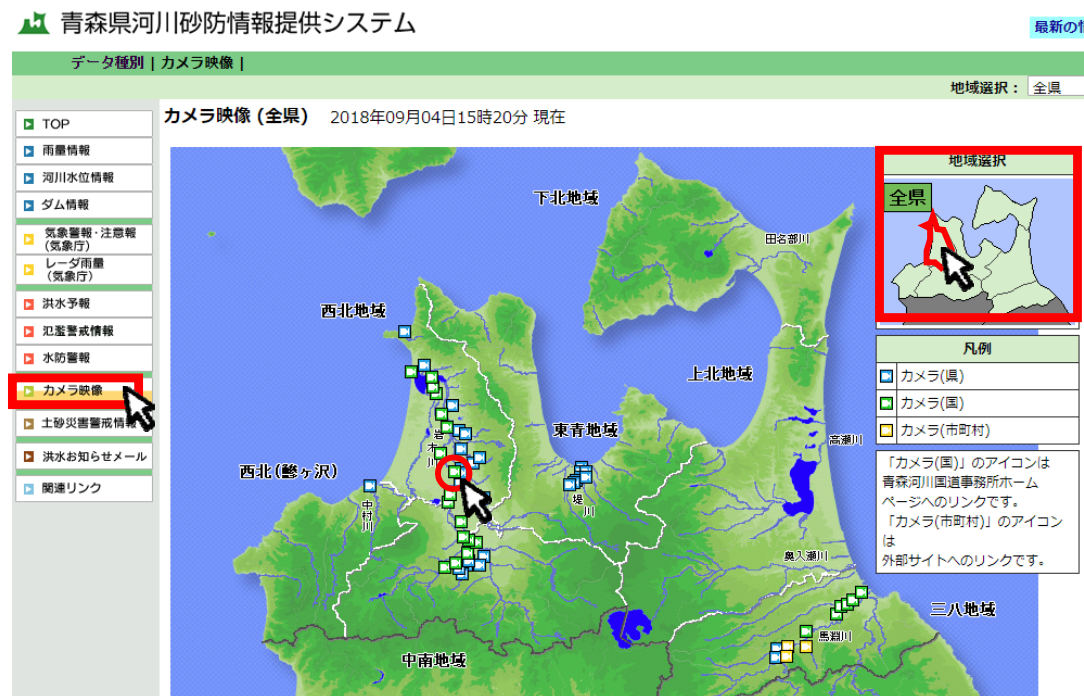 青森県河川砂防情報提供システム
最新の情
データ種別 | カメラ映像 |
地域選択： 全県
カメラ映像 (全県) 2018年09月04日15時20分 現在
TOP
雨量情報
河川水位情報
ダム情報
気象警報・注意報
(気象庁)
レーダ雨量
(気象庁)
洪水予報
氾濫警戒情報
水防警報
カメラ映像
土砂災害警戒情報
洪水お知らせメール
関連リンク
下北地域
田名部川
西北地域
上北地域
岩木川
東青地域
高瀬川
西北(鰺ヶ沢)
中村川
堤川
奥入瀬川
三八地域
馬淵川
中南地域
地域選択
全県
凡例
カメラ(県)
カメラ(国)
カメラ(市町村)
「カメラ(国)」のアイコンは
青森河川国道事務所ホーム
ページへのリンクです。
「カメラ(市町村)」のアイコン
は
外部サイトへのリンクです。